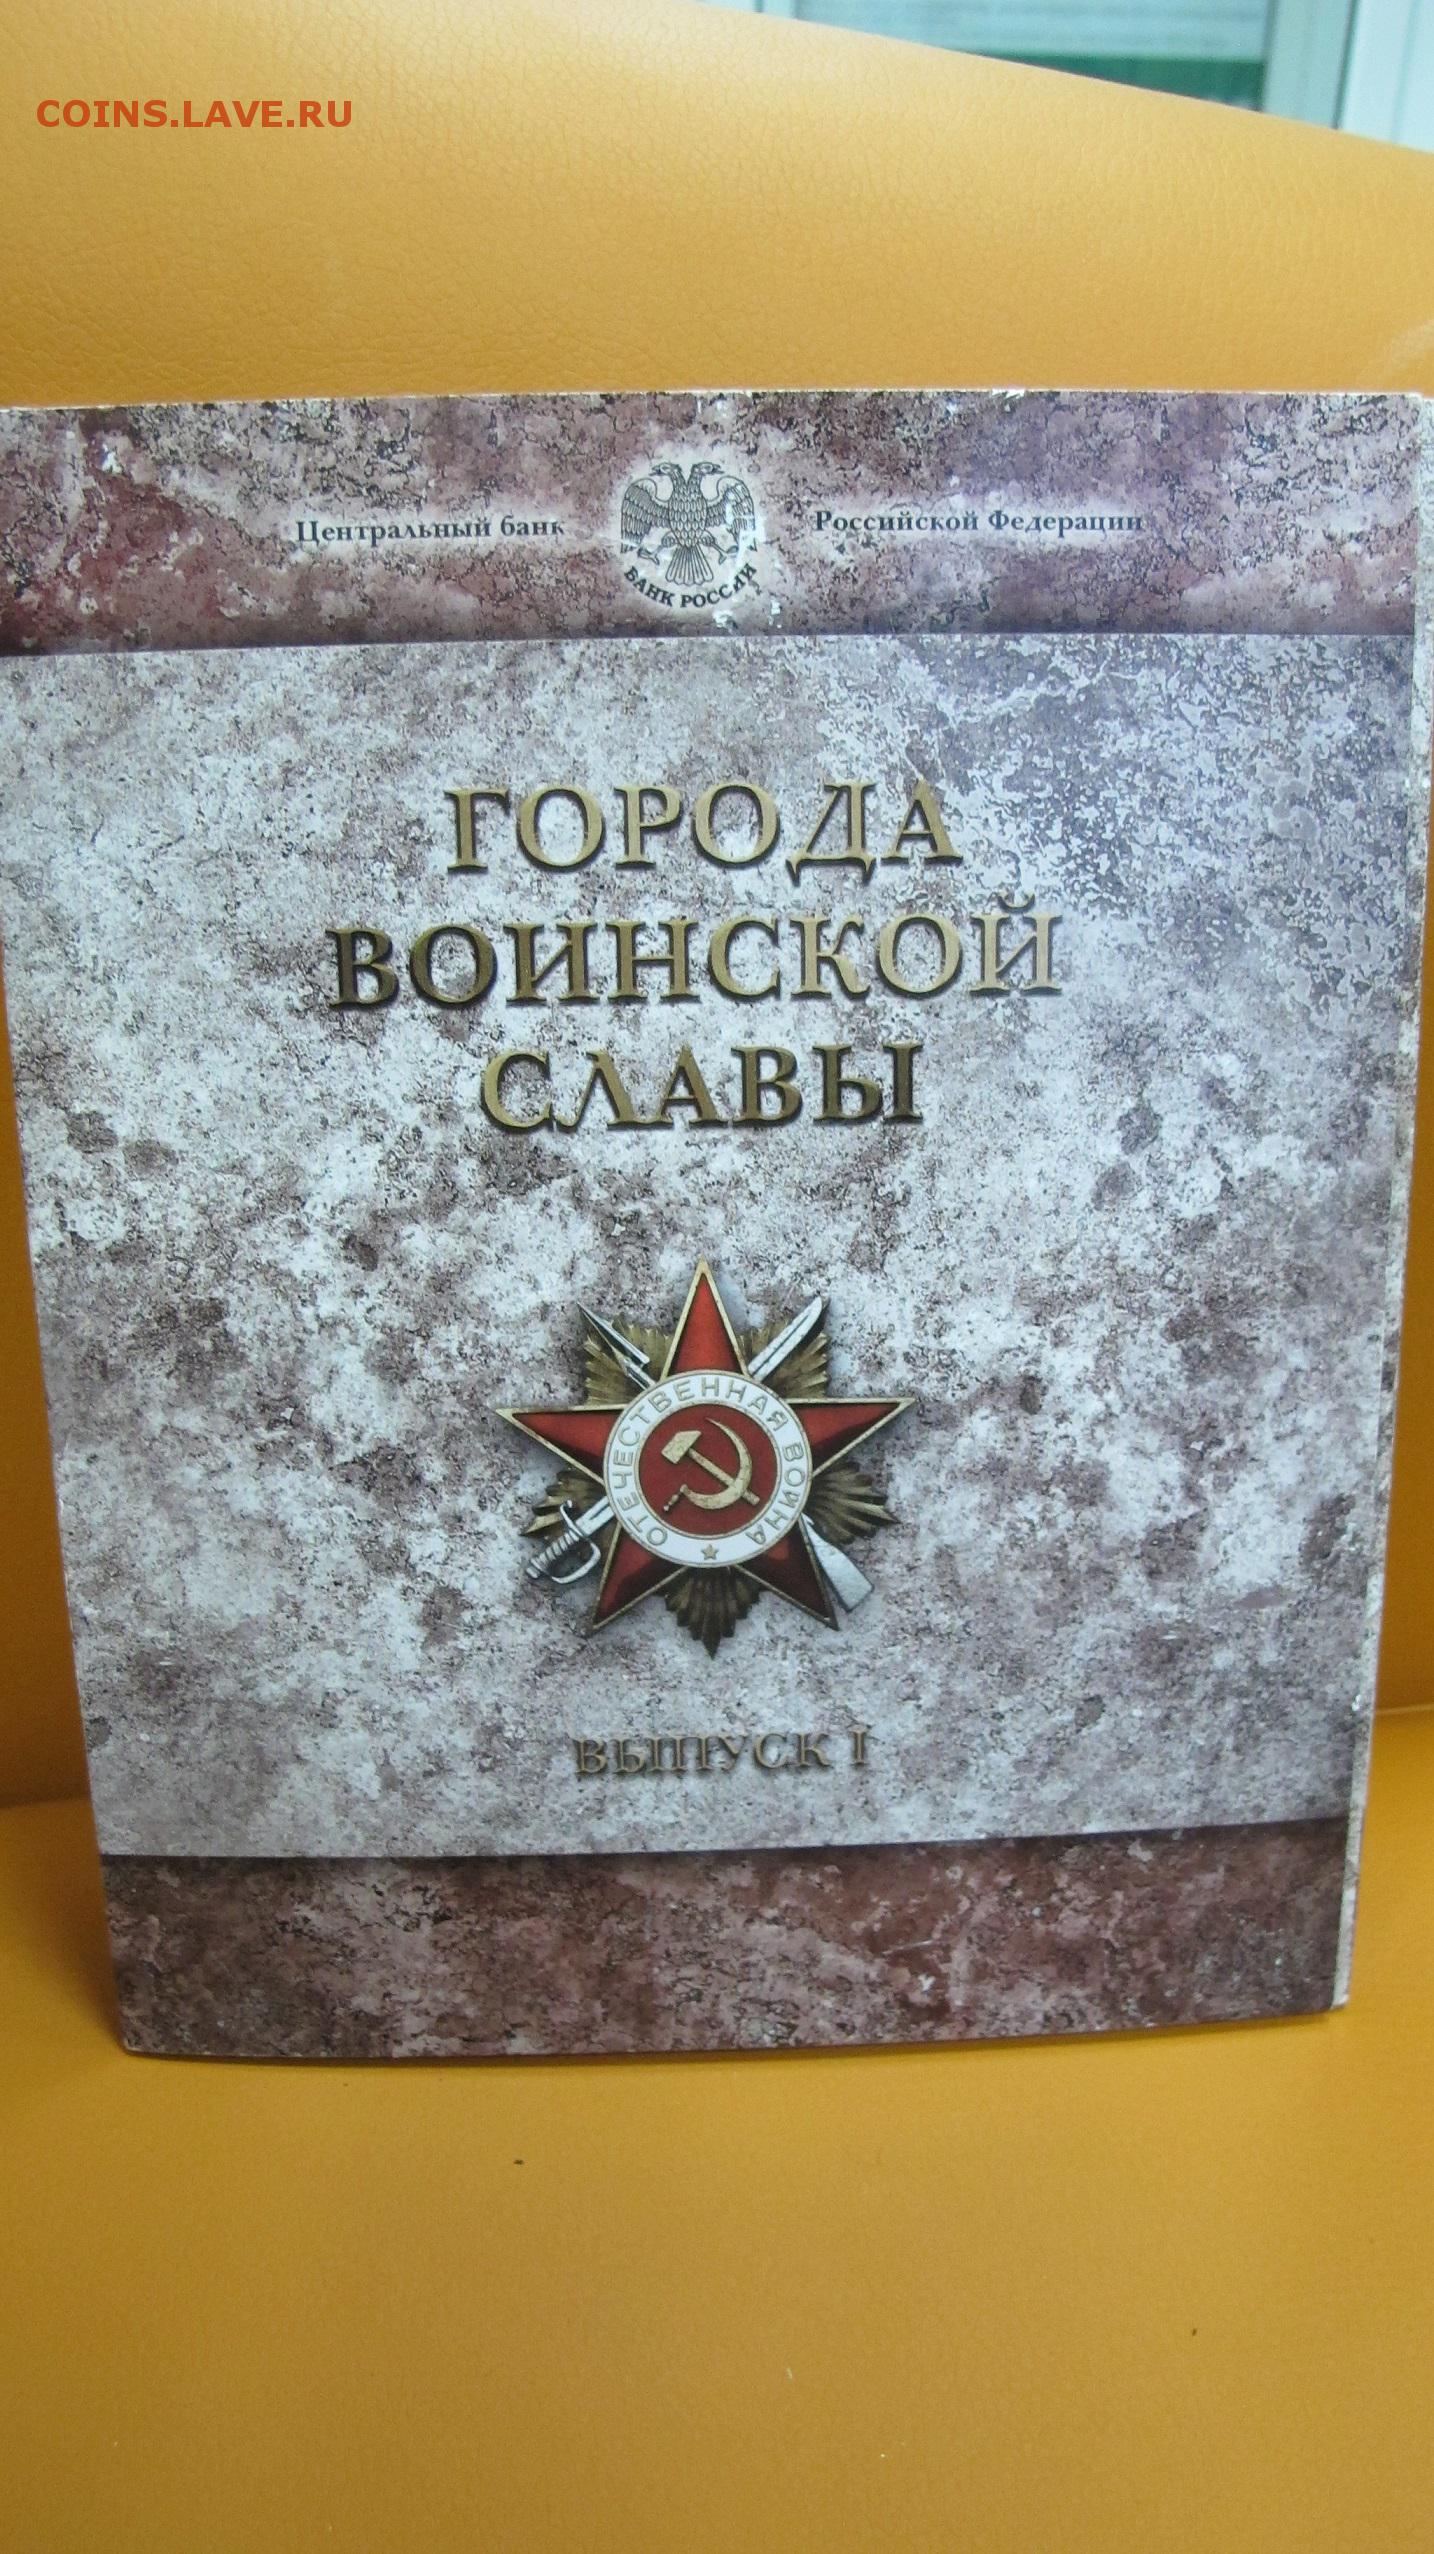 COINS.LAVE.RU
Центральный банк
Российской Федерации
БАНК РОССИИ
ГОРОДА
ВОИНСКОЙ
СЛАВЫ
ОТЕЧЕСТВЕННАЯ ВОЙНА
ВЫПУСК I